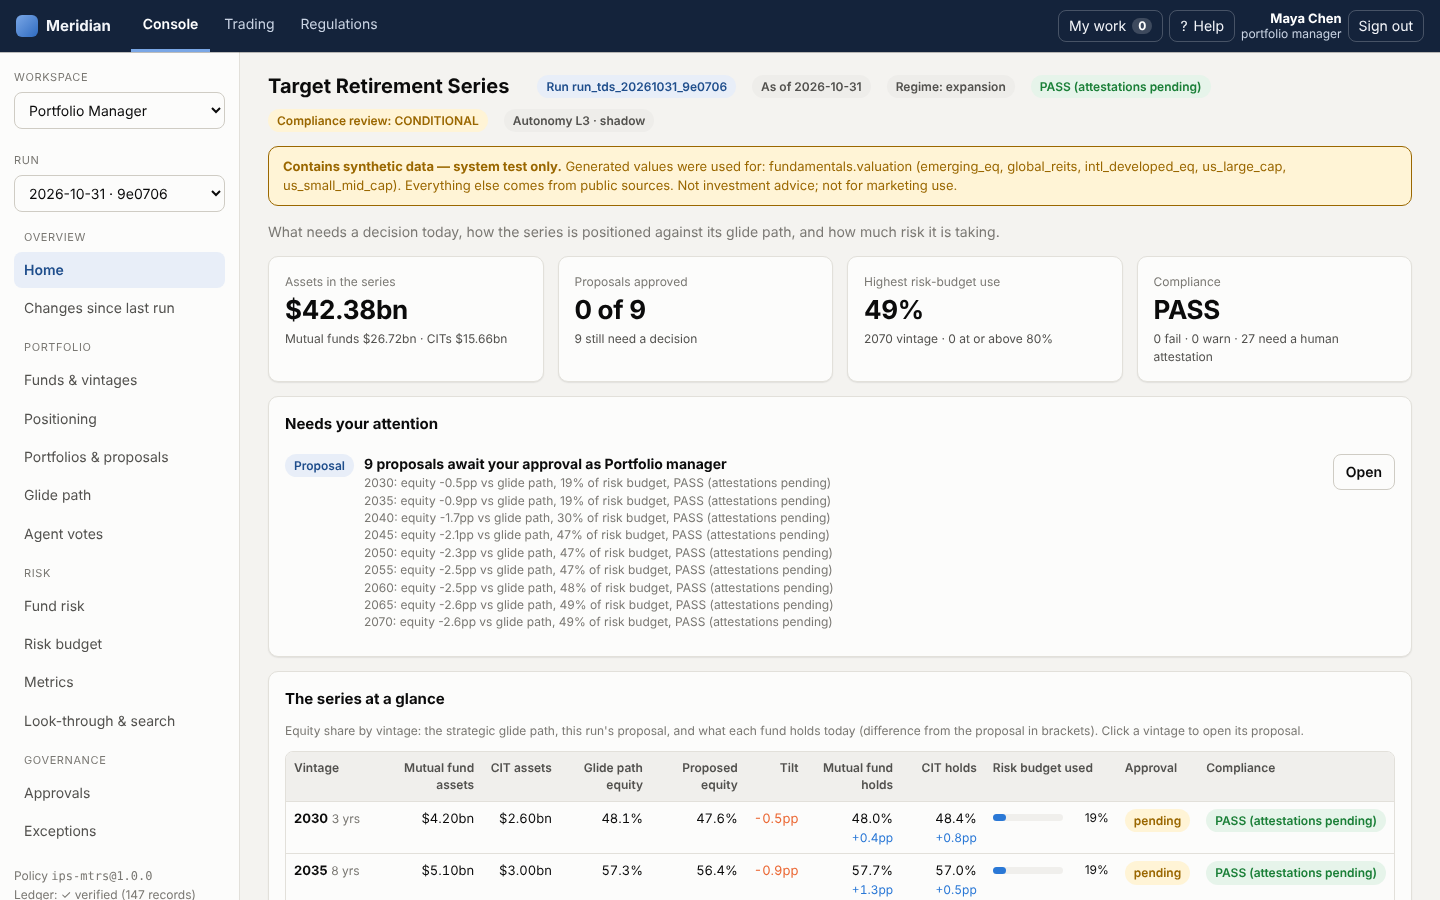 Meridian
Console
Trading
Regulations
My work 0
? Help
Maya Chen
portfolio manager
Sign out
WORKSPACE
Portfolio Manager
RUN
2026-10-31 · 9e0706
OVERVIEW
Home
Changes since last run
PORTFOLIO
Funds & vintages
Positioning
Portfolios & proposals
Glide path
Agent votes
RISK
Fund risk
Risk budget
Metrics
Look-through & search
GOVERNANCE
Approvals
Exceptions
Policy ips-mtrs@1.0.0
Ledger: ✓ verified (147 records)
Target Retirement Series
Run run_tds_20261031_9e0706
As of 2026-10-31
Regime: expansion
PASS (attestations pending)
Compliance review: CONDITIONAL
Autonomy L3 · shadow
Contains synthetic data — system test only. Generated values were used for: fundamentals.valuation (emerging_eq, global_reits, intl_developed_eq, us_large_cap,
us_small_mid_cap). Everything else comes from public sources. Not investment advice; not for marketing use.
What needs a decision today, how the series is positioned against its glide path, and how much risk it is taking.
Assets in the series
$42.38bn
Mutual funds $26.72bn · CITs $15.66bn
Proposals approved
0 of 9
9 still need a decision
Highest risk-budget use
49%
2070 vintage · 0 at or above 80%
Compliance
PASS
0 fail · 0 warn · 27 need a human
attestation
Needs your attention
Proposal
9 proposals await your approval as Portfolio manager
Open
2030: equity -0.5pp vs glide path, 19% of risk budget, PASS (attestations pending)
2035: equity -0.9pp vs glide path, 19% of risk budget, PASS (attestations pending)
2040: equity -1.7pp vs glide path, 30% of risk budget, PASS (attestations pending)
2045: equity -2.1pp vs glide path, 47% of risk budget, PASS (attestations pending)
2050: equity -2.3pp vs glide path, 47% of risk budget, PASS (attestations pending)
2055: equity -2.5pp vs glide path, 47% of risk budget, PASS (attestations pending)
2060: equity -2.5pp vs glide path, 48% of risk budget, PASS (attestations pending)
2065: equity -2.6pp vs glide path, 49% of risk budget, PASS (attestations pending)
2070: equity -2.6pp vs glide path, 49% of risk budget, PASS (attestations pending)
The series at a glance
Equity share by vintage: the strategic glide path, this run's proposal, and what each fund holds today (difference from the proposal in brackets). Click a vintage to open its proposal.
Vintage Mutual fund CIT assets Glide path Proposed Tilt Mutual fund CIT holds Risk budget used Approval Compliance
assets equity equity holds
2030 3 yrs $4.20bn $2.60bn 48.1% 47.6% -0.5pp 48.0% 48.4% 19% pending PASS (attestations pending)
+0.4pp +0.8pp
2035 8 yrs $5.10bn $3.00bn 57.3% 56.4% -0.9pp 57.7% 57.0% 19% pending PASS (attestations pending)
+1.3pp +0.5pp